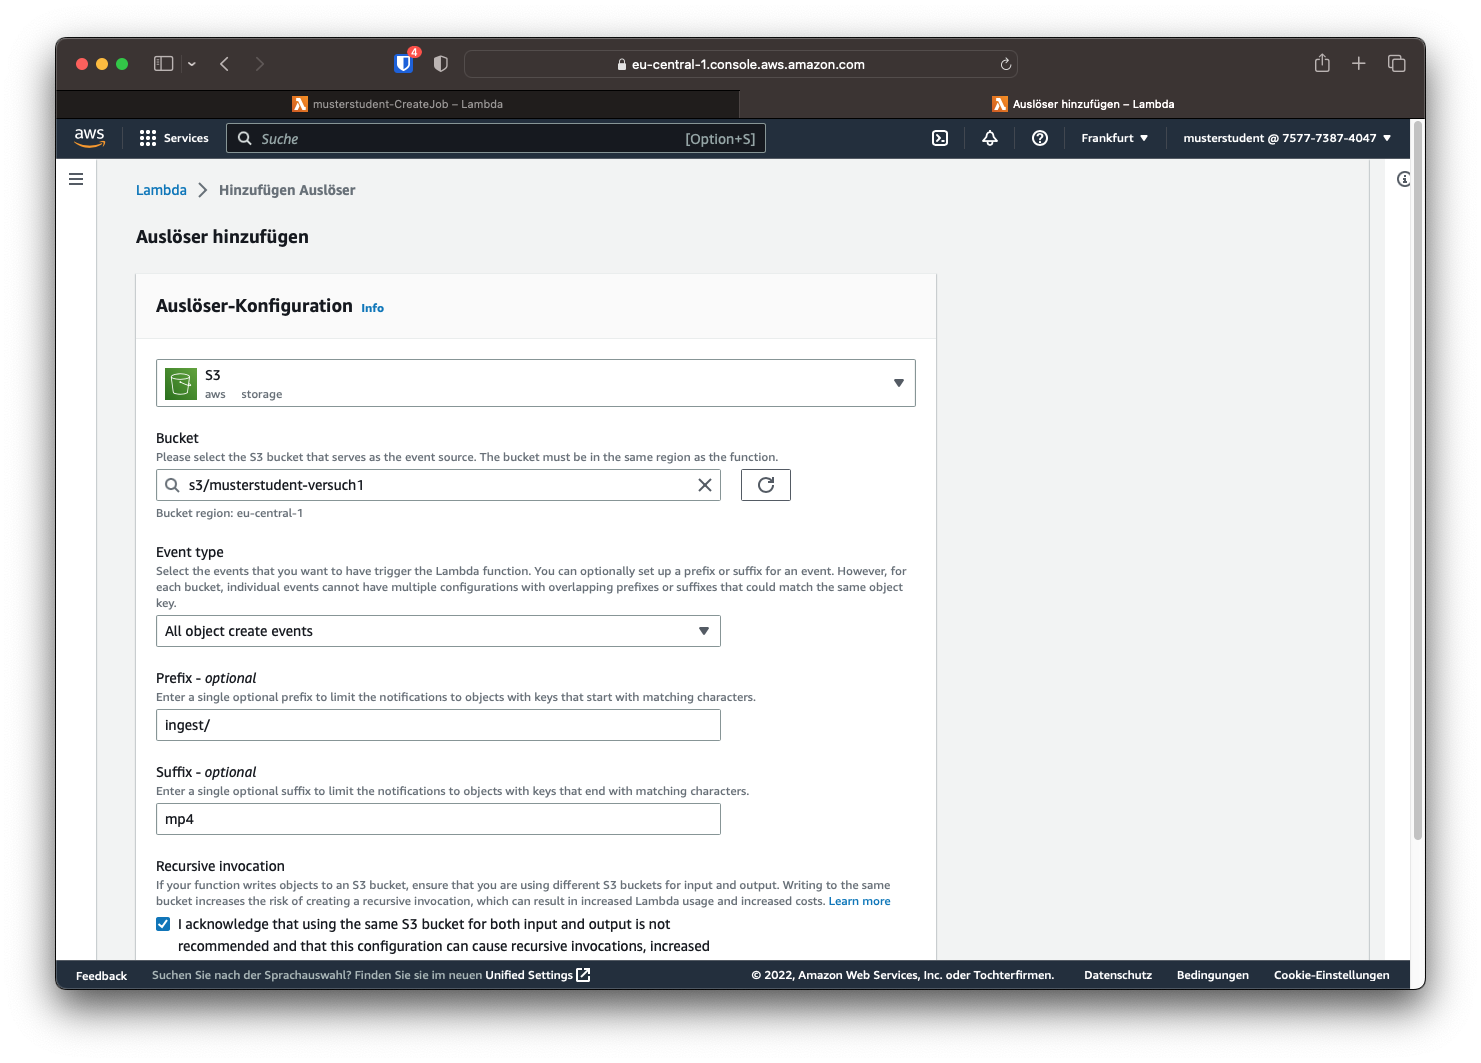 4
eu-central-1.console.aws.amazon.com
musterstudent-CreateJob – Lambda
Auslöser hinzufügen – Lambda
aws
Services
Suche
[Option+S]
Frankfurt
musterstudent @ 7577-7387-4047
Lambda
Hinzufügen Auslöser
Auslöser hinzufügen
Auslöser-Konfiguration Info
S3
aws storage
Bucket
Please select the S3 bucket that serves as the event source. The bucket must be in the same region as the function.
s3/musterstudent-versuch1
Bucket region: eu-central-1
Event type
Select the events that you want to have trigger the Lambda function. You can optionally set up a prefix or suffix for an event. However, for
each bucket, individual events cannot have multiple configurations with overlapping prefixes or suffixes that could match the same object
key.
All object create events
Prefix - optional
Enter a single optional prefix to limit the notifications to objects with keys that start with matching characters.
ingest/
Suffix - optional
Enter a single optional suffix to limit the notifications to objects with keys that end with matching characters.
mp4
Recursive invocation
If your function writes objects to an S3 bucket, ensure that you are using different S3 buckets for input and output. Writing to the same
bucket increases the risk of creating a recursive invocation, which can result in increased Lambda usage and increased costs. Learn more
I acknowledge that using the same S3 bucket for both input and output is not
recommended and that this configuration can cause recursive invocations, increased
Feedback
Suchen Sie nach der Sprachauswahl? Finden Sie sie im neuen Unified Settings
© 2022, Amazon Web Services, Inc. oder Tochterfirmen.
Datenschutz
Bedingungen
Cookie-Einstellungen